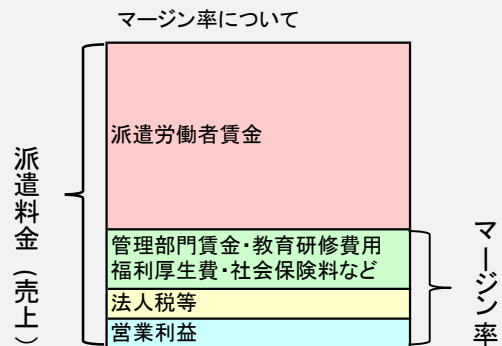 マージン率について
派遣料金(売上)
派遣労働者賃金
管理部門賃金・教育研修費用
福利厚生費・社会保険料など
法人税等
営業利益
マージン率